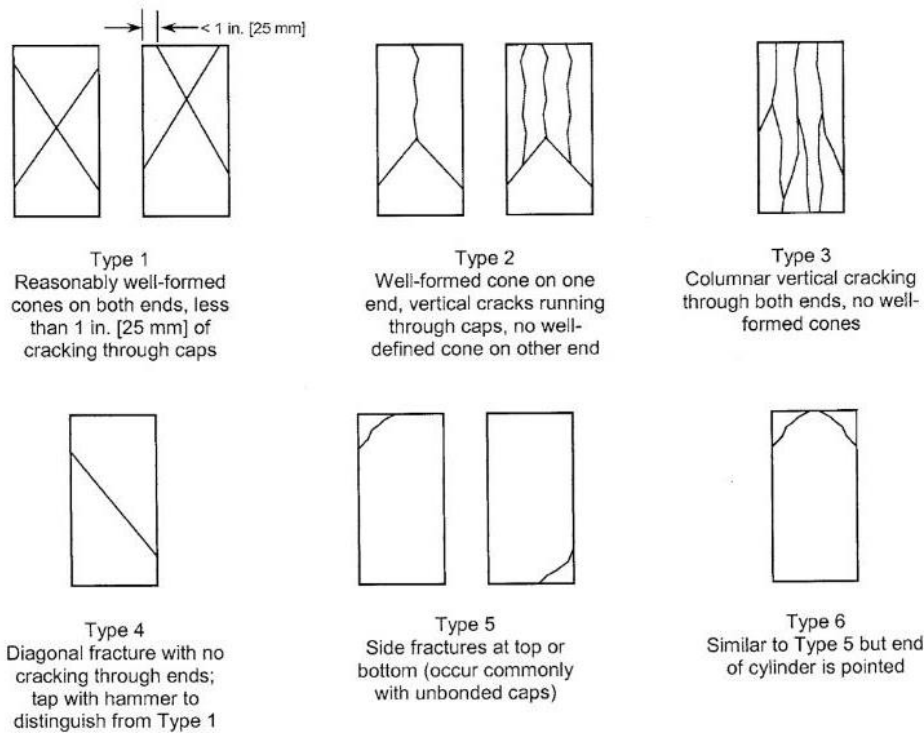 < 1 in. [25 mm]
Type 1
Reasonably well-formed
cones on both ends, less
than 1 in. [25 mm] of
cracking through caps
Type 2
Well-formed cone on one
end, vertical cracks running
through caps, no well-
defined cone on other end
Type 3
Columnar vertical cracking
through both ends, no well-
formed cones
Type 4
Diagonal fracture with no
cracking through ends;
tap with hammer to
distinguish from Type 1
Type 5
Side fractures at top or
bottom (occur commonly
with unbonded caps)
Type 6
Similar to Type 5 but end
of cylinder is pointed